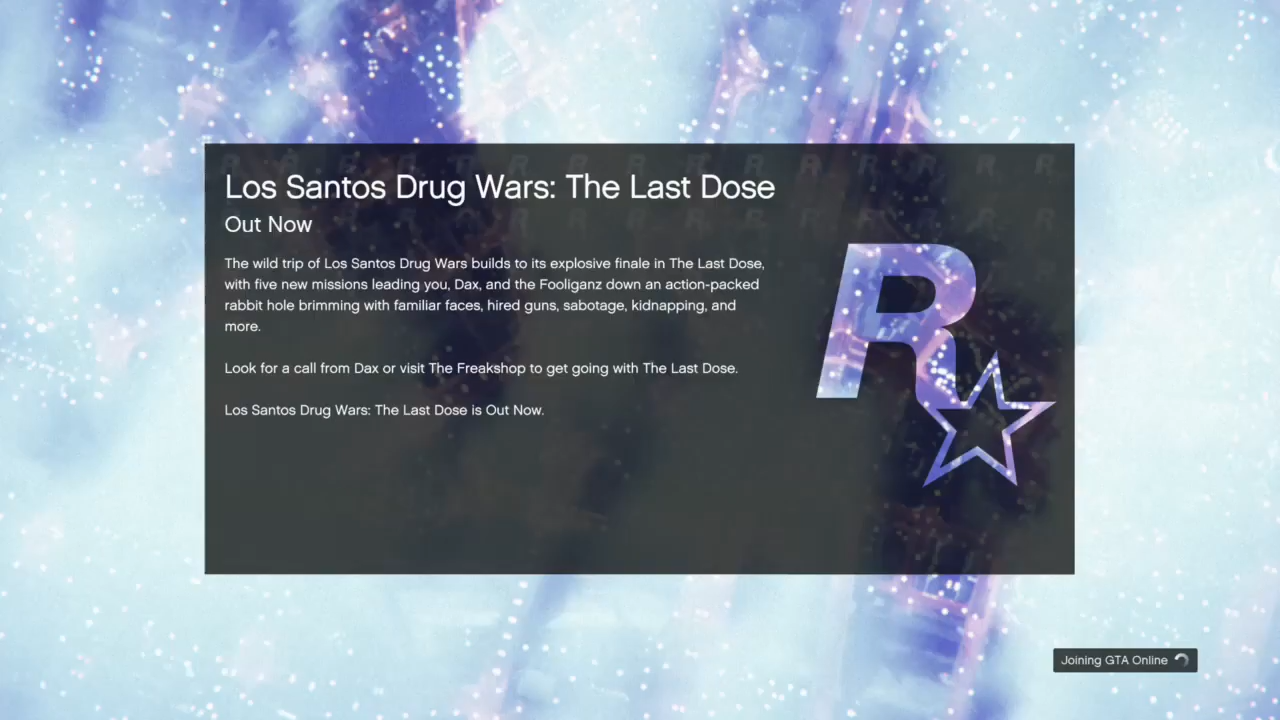 Los Santos Drug Wars: The Last Dose
Out Now
The wild trip of Los Santos Drug Wars builds to its explosive finale in The Last Dose,
with five new missions leading you, Dax, and the Fooliganz down an action-packed
rabbit hole brimming with familiar faces, hired guns, sabotage, kidnapping, and
more.
Look for a call from Dax or visit The Freakshop to get going with The Last Dose.
Los Santos Drug Wars: The Last Dose is Out Now.
R
Joining GTA Online